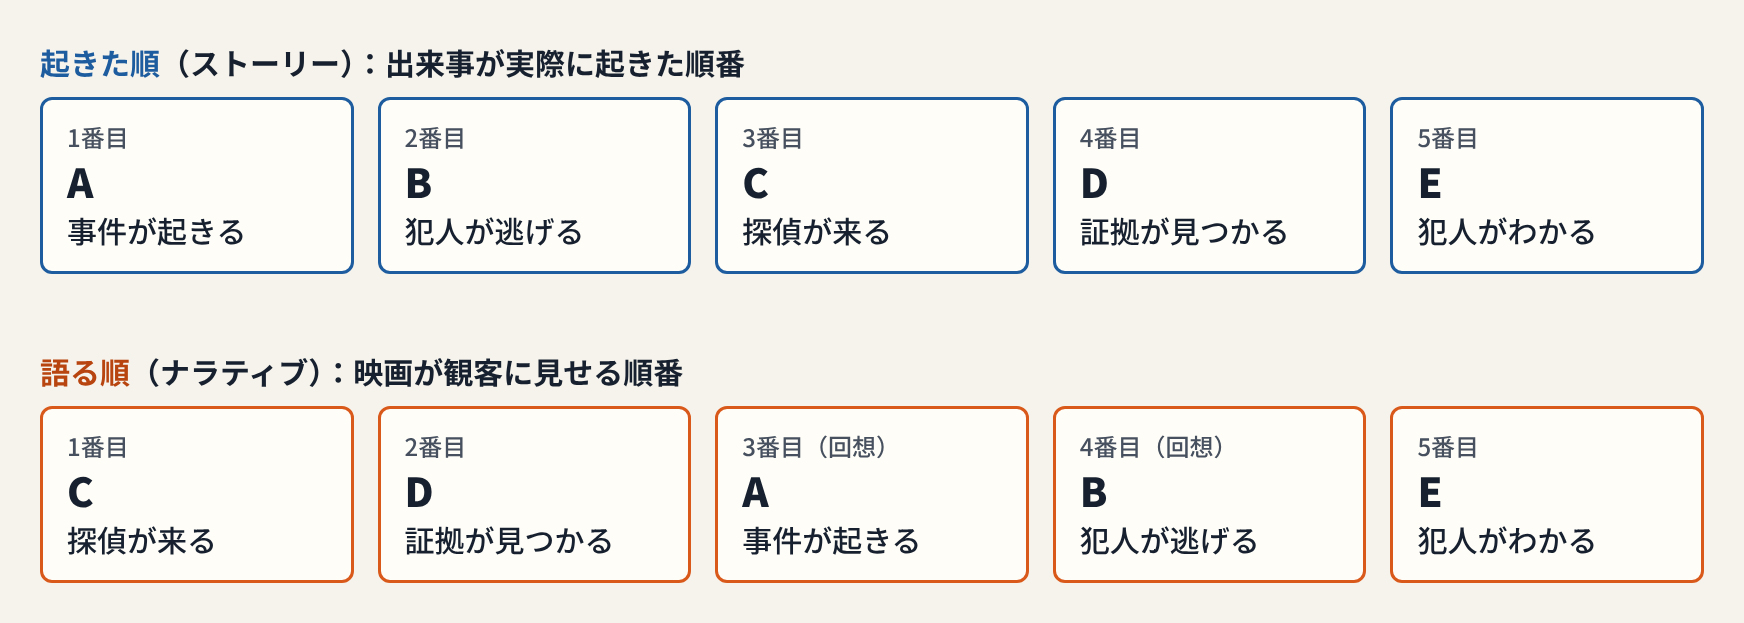 起きた順（ストーリー）：出来事が実際に起きた順番
1番目
A
事件が起きる
2番目
B
犯人が逃げる
3番目
C
探偵が来る
4番目
D
証拠が見つかる
5番目
E
犯人がわかる
語る順（ナラティブ）：映画が観客に見せる順番
1番目
C
探偵が来る
2番目
D
証拠が見つかる
3番目（回想）
A
事件が起きる
4番目（回想）
B
犯人が逃げる
5番目
E
犯人がわかる